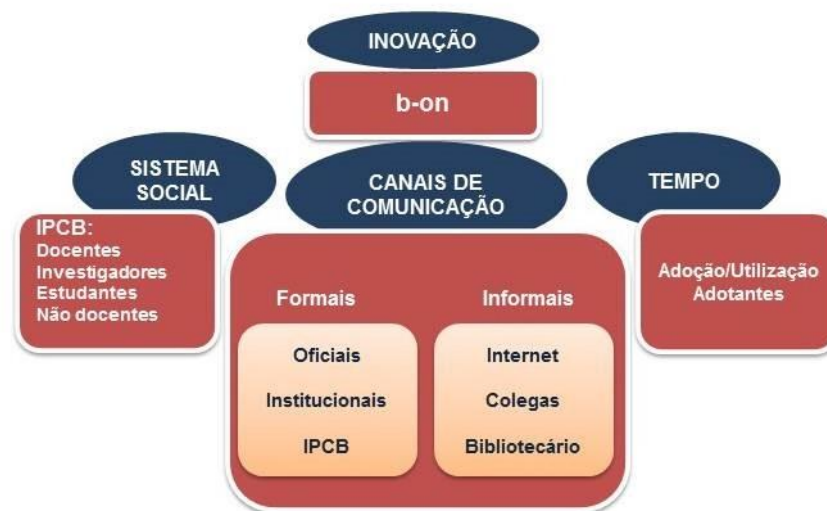 INOVAÇÃO
b-on
SISTEMA
SOCIAL
IPCB:
Docentes
Investigadores
Estudantes
Não docentes
CANAIS DE
COMUNICAÇÃO
Formais
Oficiais
Institucionais
IPCB
Informais
Internet
Colegas
Bibliotecário
TEMPO
Adoção/Utilização
Adotantes